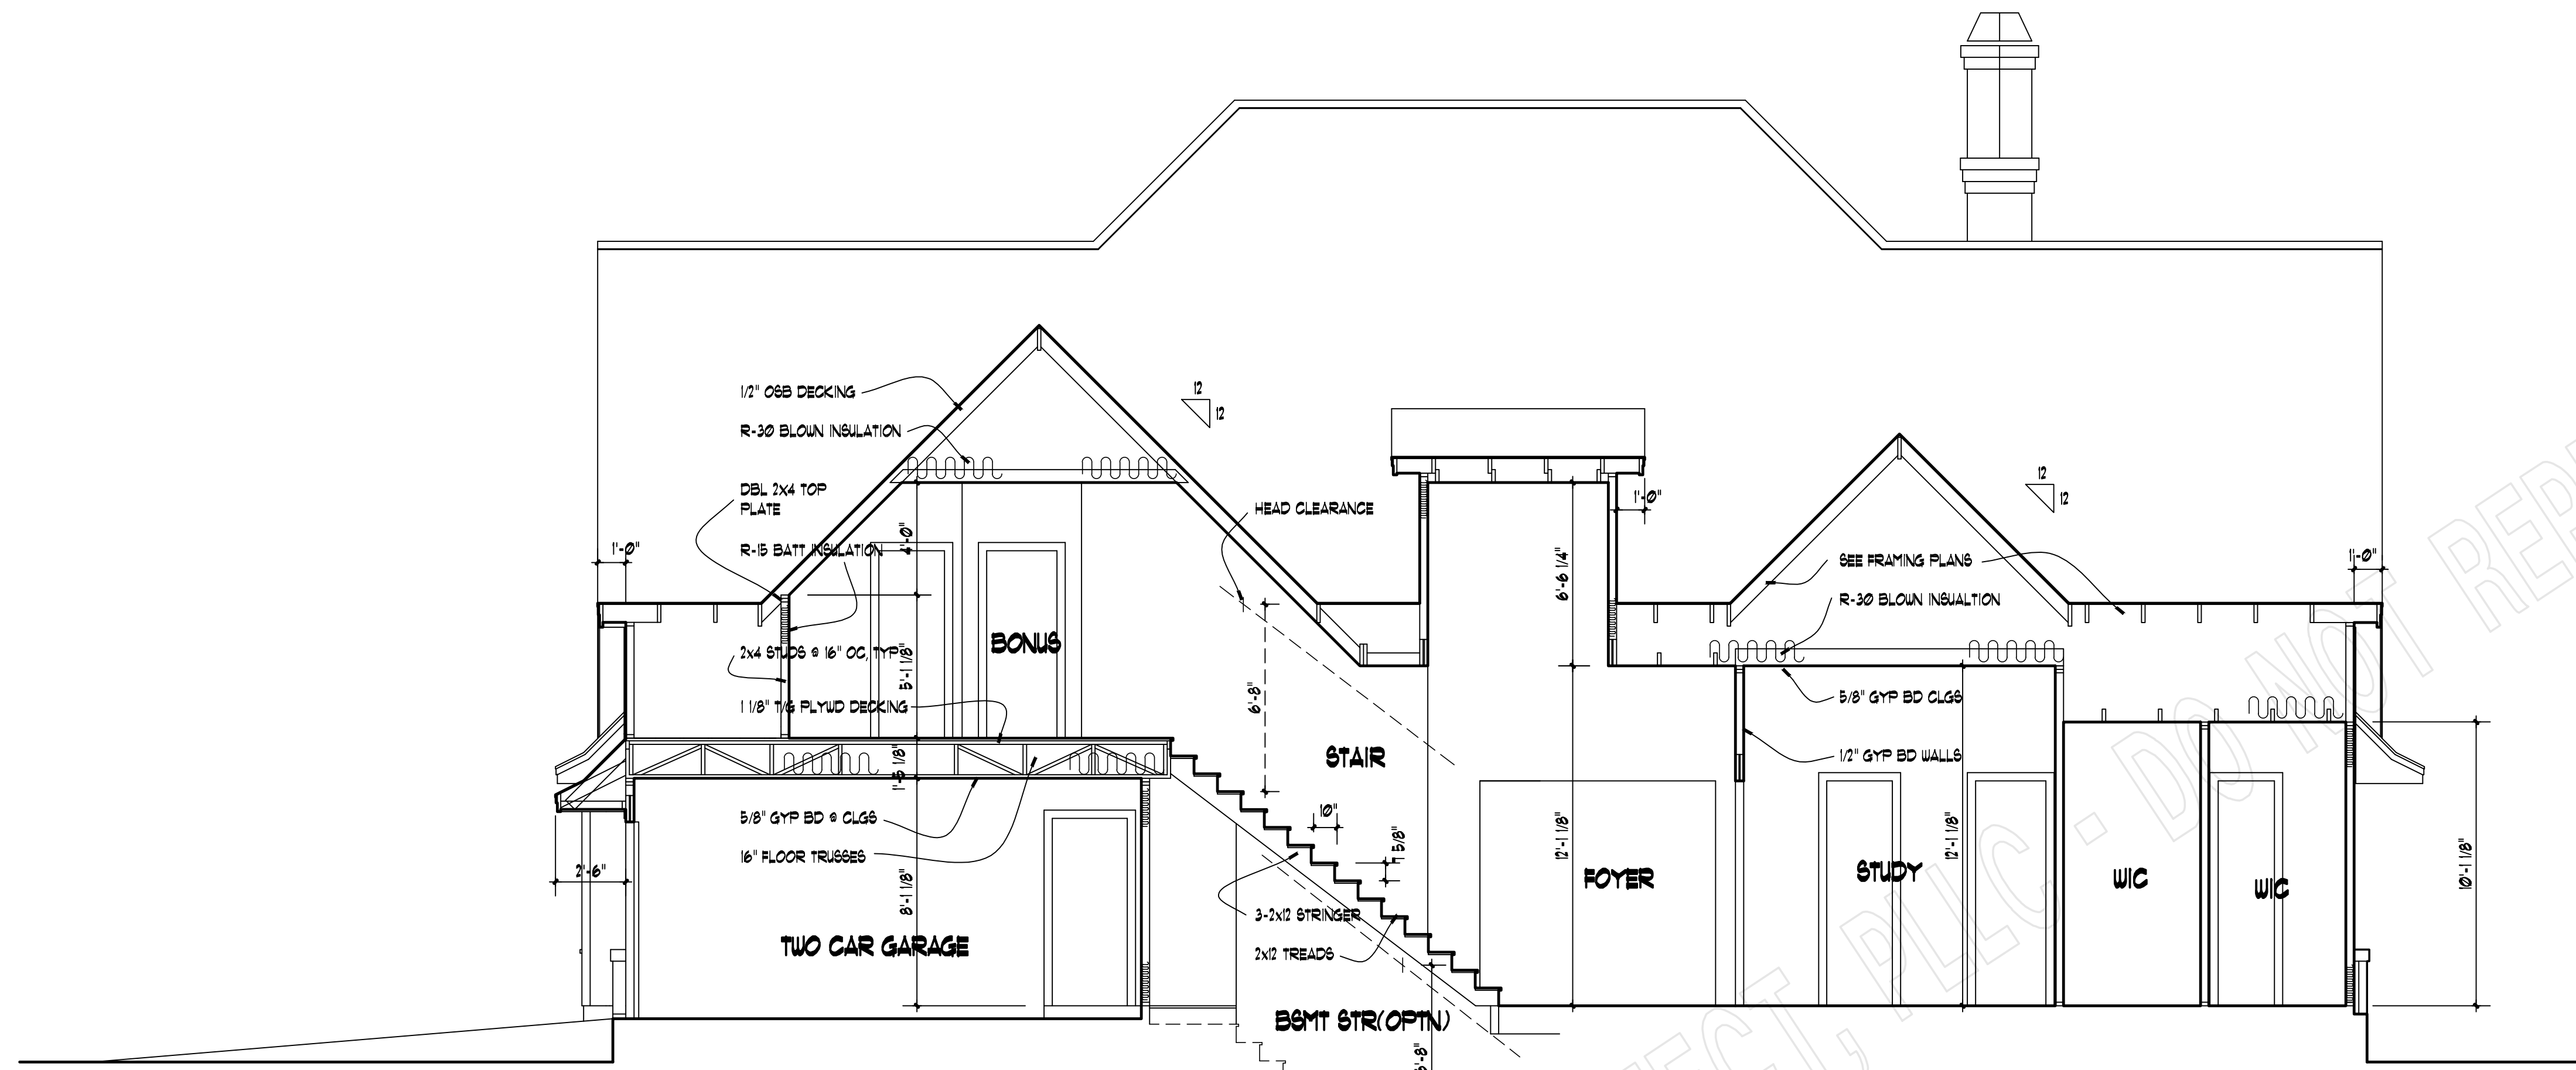 1/2" OSB DECKING
R-30 BLOWN INSULATION
DBL 2X4 TOP
PLATE
R-15 BATT INSULATION
2x4 STUDS @ 16" OC, TYP
1 1/8" T/G PLYWD DECKING
5/8" GYP BD @ CLGS
16" FLOOR TRUSSES
1'-0"
2'-6"
4'-0"
5'-1 1/8"
1'-5 1/8"
8'-1 1/8"
BONUS
TWO CAR GARAGE
12
12
HEAD CLEARANCE
6'-8"
STAIR
10"
7 5/8"
3-2x12 STRINGER
2x12 TREADS
BSMT STR(OPTN)
1'-0"
6'-6 1/4"
12'-1 1/8"
FOYER
12
12
SEE FRAMING PLANS
R-30 BLOWN INSUALTION
5/8" GYP BD CLGS
1/2" GYP BD WALLS
12'-1 1/8"
STUDY
WIC
WIC
1'-0"
10'-1 1/8"
ECT, PLLC - DO NOT REP